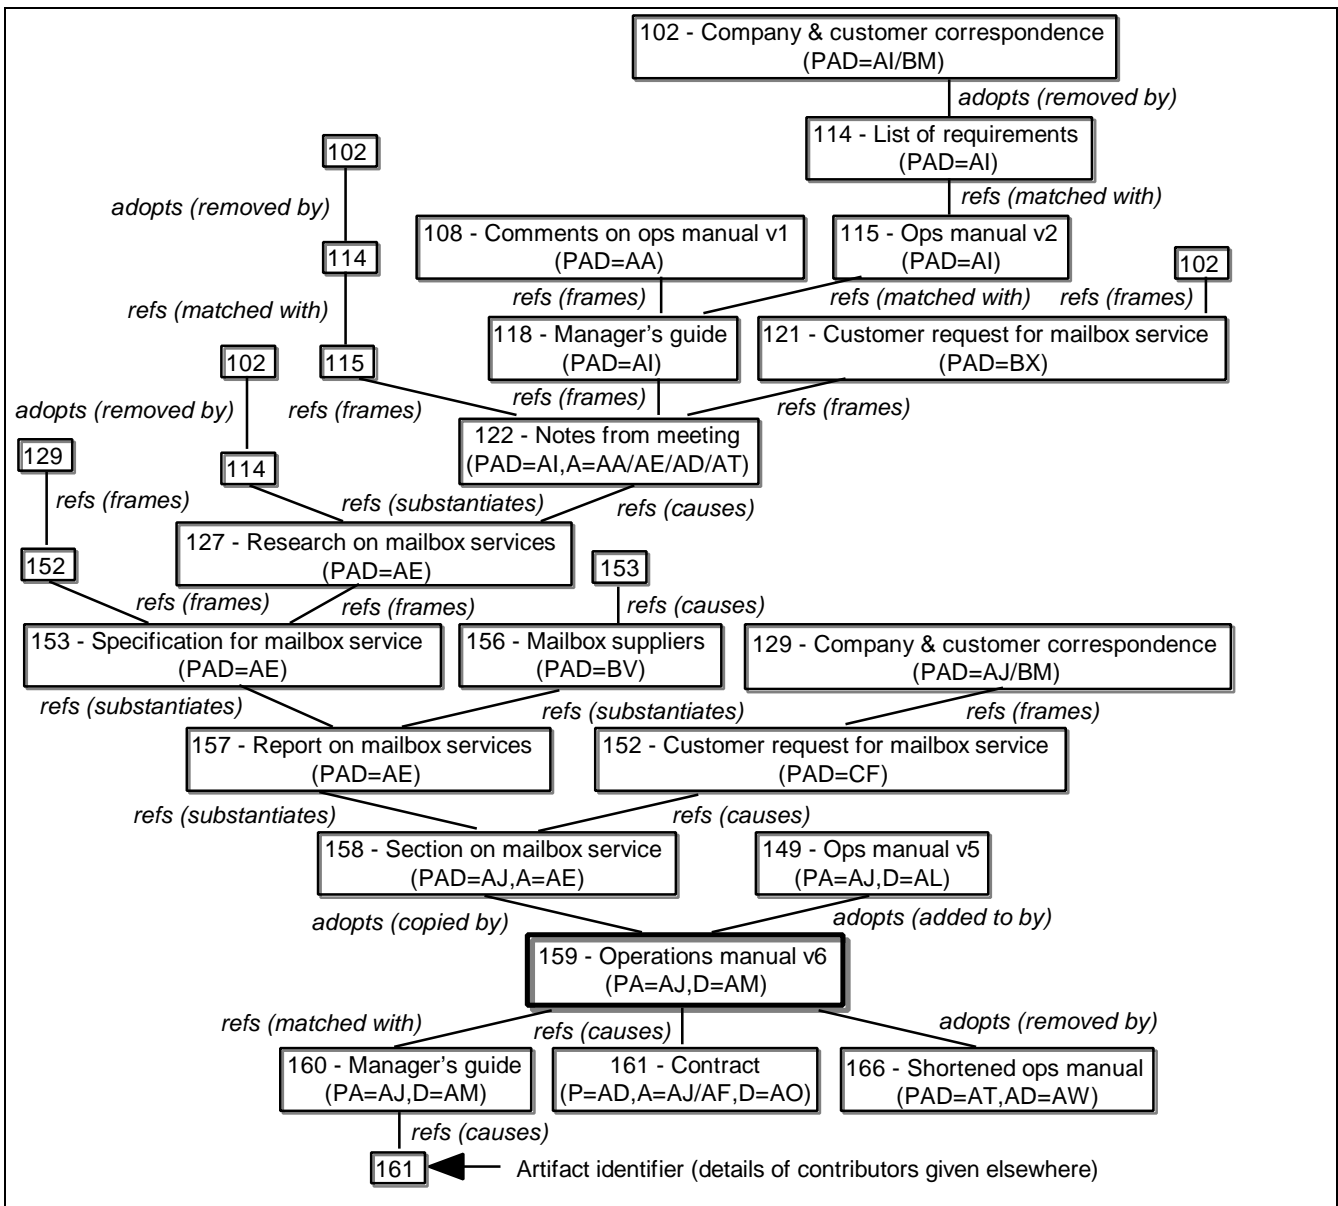 102 - Company & customer correspondence
(PAD=AI/BM)
adopts (removed by)
114 - List of requirements
(PAD=AI)
102
refs (matched with)
adopts (removed by)
108 - Comments on ops manual v1
(PAD=AA)
115 - Ops manual v2
(PAD=AI)
114
102
refs (frames)
refs (matched with)
refs (frames)
refs (matched with)
118 - Manager's guide
(PAD=AI)
121 - Customer request for mailbox service
(PAD=BX)
102
115
adopts (removed by)
refs (frames)
refs (frames)
refs (frames)
122 - Notes from meeting
(PAD=AI,A=AA/AE/AD/AT)
129
114
refs (frames)
refs (substantiates)
refs (causes)
127 - Research on mailbox services
(PAD=AE)
152
153
refs (frames)
refs (frames)
refs (causes)
153 - Specification for mailbox service
(PAD=AE)
156 - Mailbox suppliers
(PAD=BV)
129 - Company & customer correspondence
(PAD=AJ/BM)
refs (substantiates)
refs (substantiates)
refs (frames)
157 - Report on mailbox services
(PAD=AE)
152 - Customer request for mailbox service
(PAD=CF)
refs (substantiates)
refs (causes)
158 - Section on mailbox service
(PAD=AJ,A=AE)
149 - Ops manual v5
(PA=AJ,D=AL)
adopts (copied by)
adopts (added to by)
159 - Operations manual v6
(PA=AJ,D=AM)
refs (matched with)
refs (causes)
adopts (removed by)
160 - Manager's guide
(PA=AJ,D=AM)
161 - Contract
(P=AD,A=AJ/AF,D=AO)
166 - Shortened ops manual
(PAD=AT,AD=AW)
refs (causes)
161
Artifact identifier (details of contributors given elsewhere)